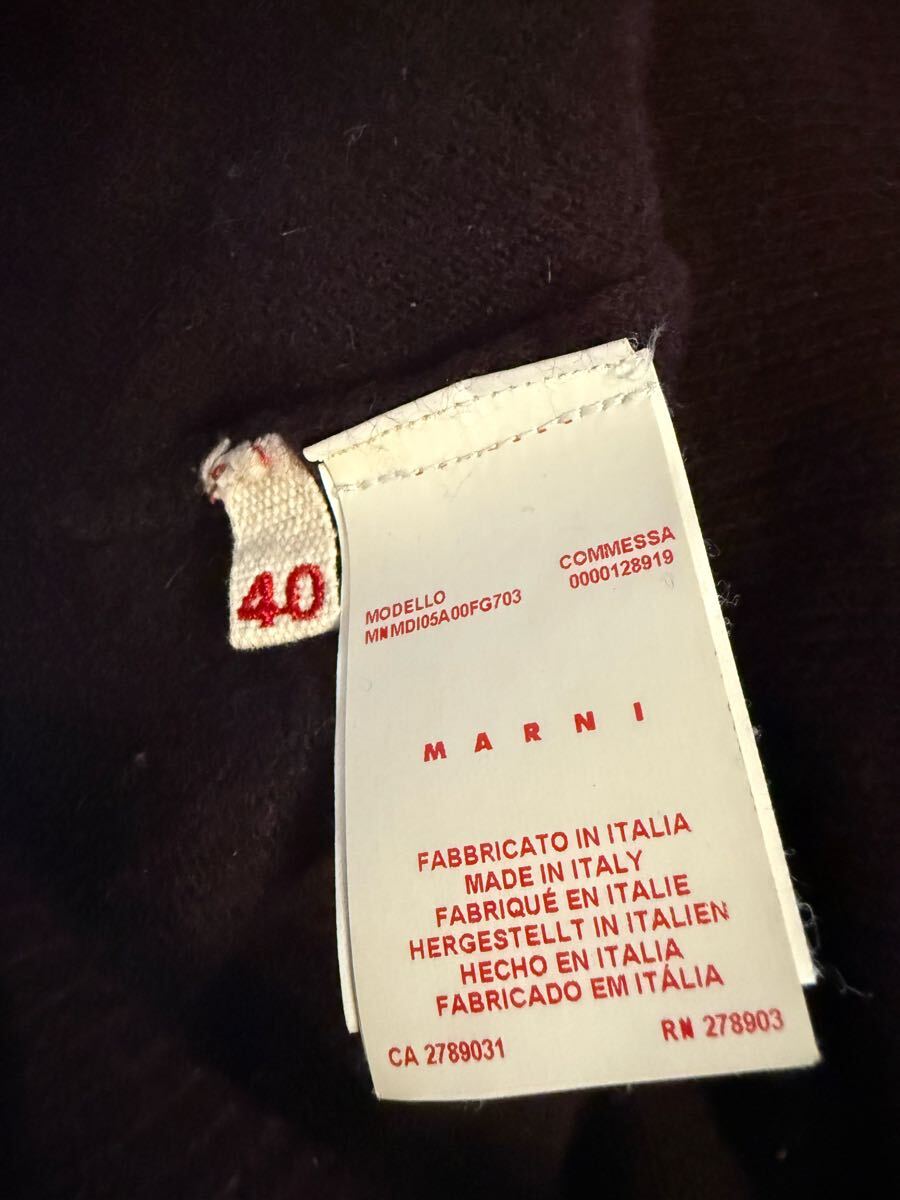 40
MODELLO
MNMDI05A00FG703
COMMESSA
0000128919
MARNI
FABBRICATO IN ITALIA
MADE IN ITALY
FABRIQUÉ EN ITALIE
HERGESTELLT IN ITALIEN
HECHO EN ITALIA
FABRICADO EM ITÁLIA
CA 2789031
RN 278903